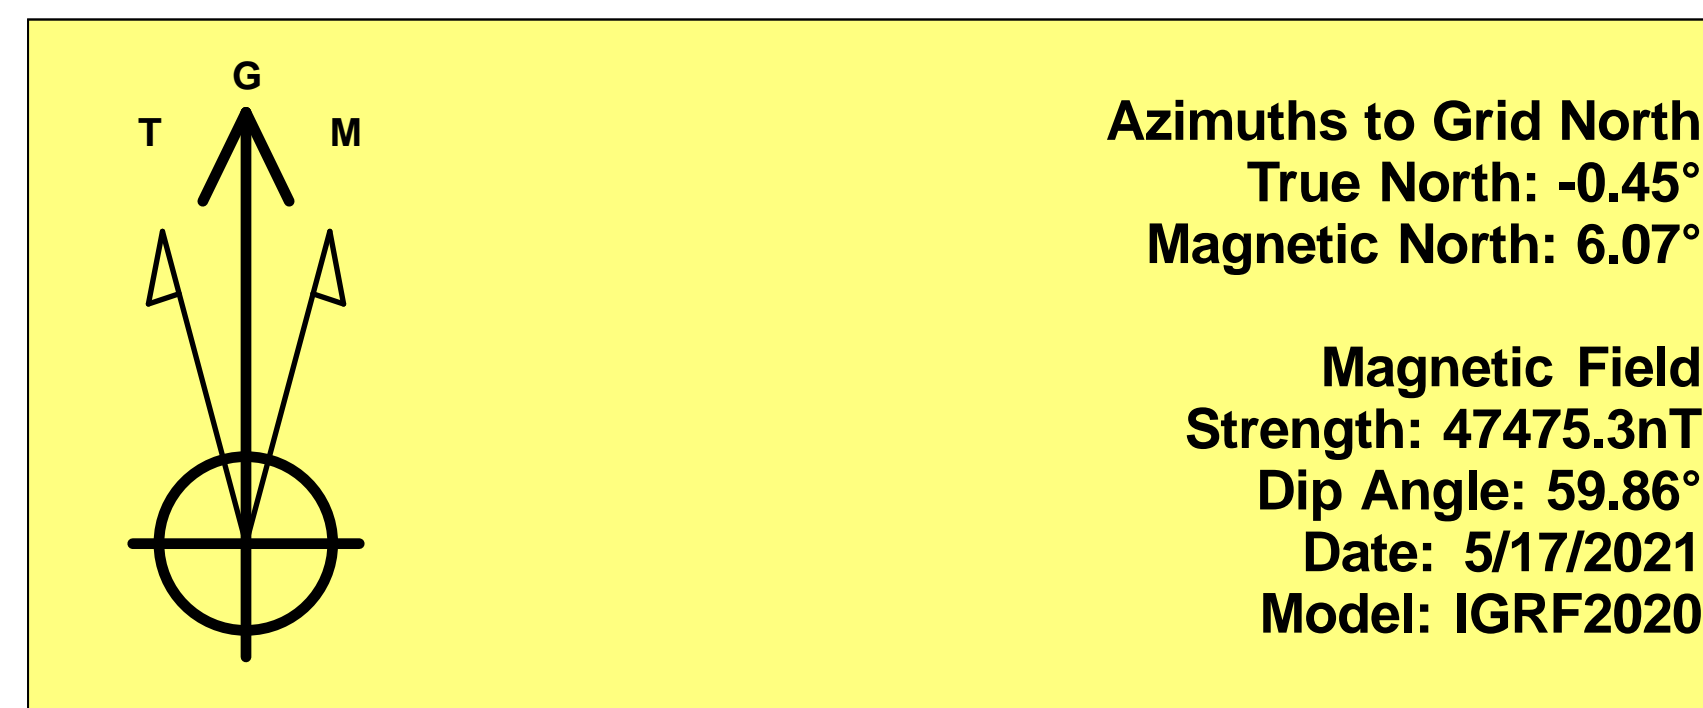 G
T
M
Azimuths to Grid North
True North: -0.45°
Magnetic North: 6.07°
Magnetic Field
Strength: 47475.3nT
Dip Angle: 59.86°
Date: 5/17/2021
Model: IGRF2020